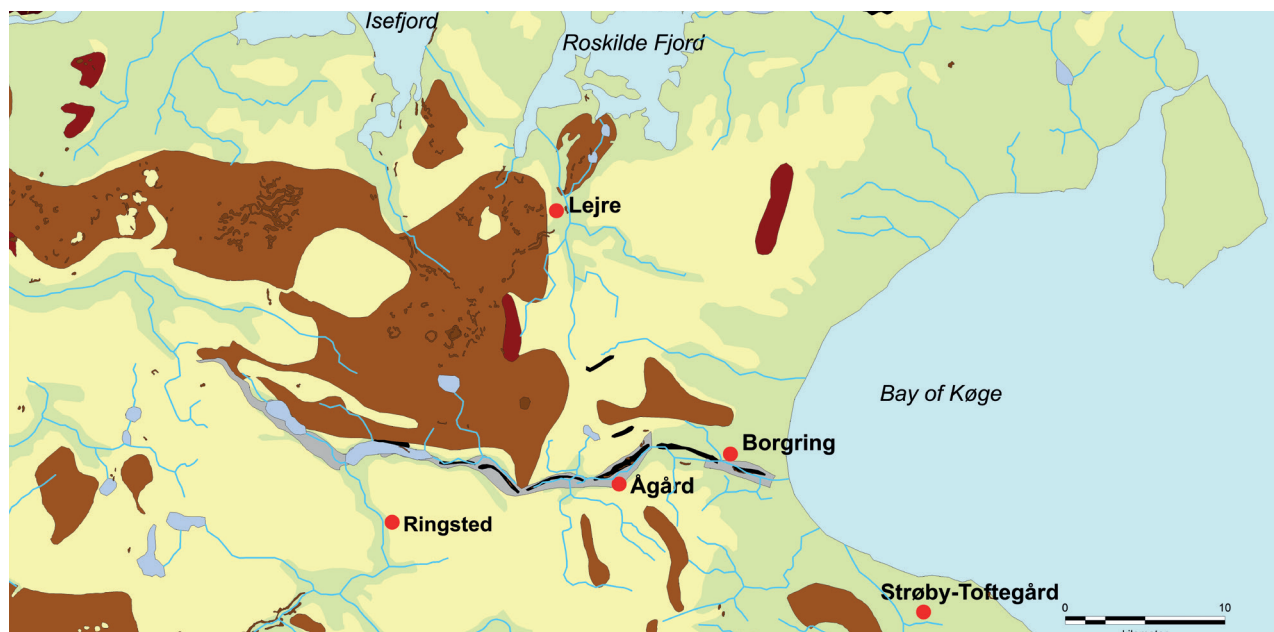 Isefjord
Roskilde Fjord
Lejre
Bay of Køge
Borgring
Ågård
Ringsted
Strøby-Toftegård
0 10